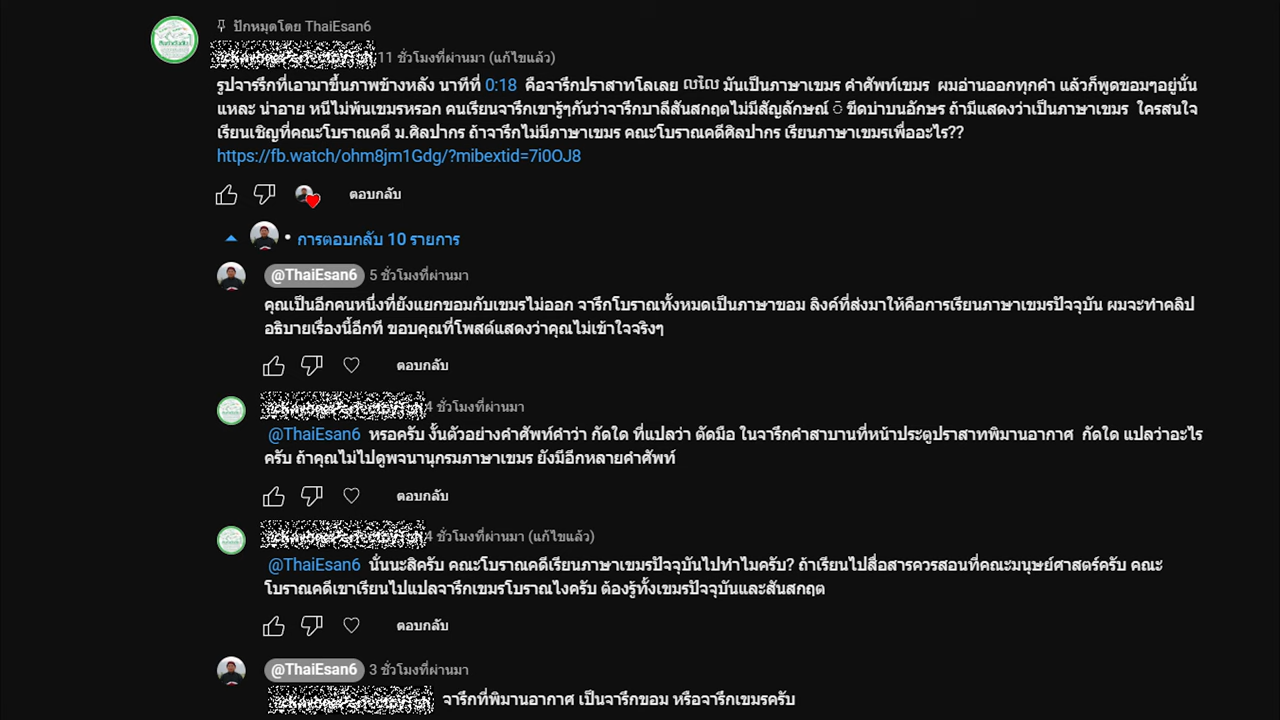 ปักหมุดโดย ThaiEsan6
11 ชั่วโมงที่ผ่านมา (แก้ไขแล้ว)
รูปจารรึกที่เอามาขึ้นภาพข้างหลัง นาทีที่ 0:18 คือจารึกปราสาทโลเลย มันเป็นภาษาเขมร คำศัพท์เขมร ผมอ่านออกทุกคำ แล้วก็พูดขอมๆอยู่นั่น
แหละ น่าอาย หนีไม่พ้นเขมรหรอก คนเรียนจารึกเขารู้ๆกันว่าจารึกบาลีสันสกฤตไม่มีสัญลักษณ์ ขีดบ่าบนอักษร ถ้ามีแสดงว่าเป็นภาษาเขมร ใครสนใจ
เรียนเชิญที่คณะโบราณคดี ม.ศิลปากร ถ้าจารึกไม่มีภาษาเขมร คณะโบราณคดีศิลปากร เรียนภาษาเขมรเพื่ออะไร??
https://fb.watch/ohm8jm1Gdg/?mibextid=7i0OJ8
ตอบกลับ
• การตอบกลับ 10 รายการ
@ThaiEsan6 5 ชั่วโมงที่ผ่านมา
คุณเป็นอีกคนหนึ่งที่ยังแยกขอมกับเขมรไม่ออก จารึกโบราณทั้งหมดเป็นภาษาขอม ลิงค์ที่ส่งมาให้คือการเรียนภาษาเขมรปัจจุบัน ผมจะทำคลิป
อธิบายเรื่องนี้อีกที ขอบคุณที่โพสต์แสดงว่าคุณไม่เข้าใจจริงๆ
ตอบกลับ
4 ชั่วโมงที่ผ่านมา
@ThaiEsan6 หรอครับ งั้นตัวอย่างคำศัพท์คำว่า กัดใด ที่แปลว่า ตัดมือ ในจารึกคำสาบานที่หน้าประตูปราสาทพิมานอากาศ กัดใด แปลว่าอะไร
ครับ ถ้าคุณไม่ไปดูพจนานุกรมภาษาเขมร ยังมีอีกหลายคำศัพท์
ตอบกลับ
4 ชั่วโมงที่ผ่านมา (แก้ไขแล้ว)
@ThaiEsan6 นั่นนะสิครับ คณะโบราณคดีเรียนภาษาเขมรปัจจุบันไปทำไมครับ? ถ้าเรียนไปสื่อสารควรสอนที่คณะมนุษย์ศาสตร์ครับ คณะ
โบราณคดีเขาเรียนไปแปลจารึกเขมรโบราณไงครับ ต้องรู้ทั้งเขมรปัจจุบันและสันสกฤต
ตอบกลับ
@ThaiEsan6 3 ชั่วโมงที่ผ่านมา
จารึกที่พิมานอากาศ เป็นจารึกขอม หรือจารึกเขมรครับ